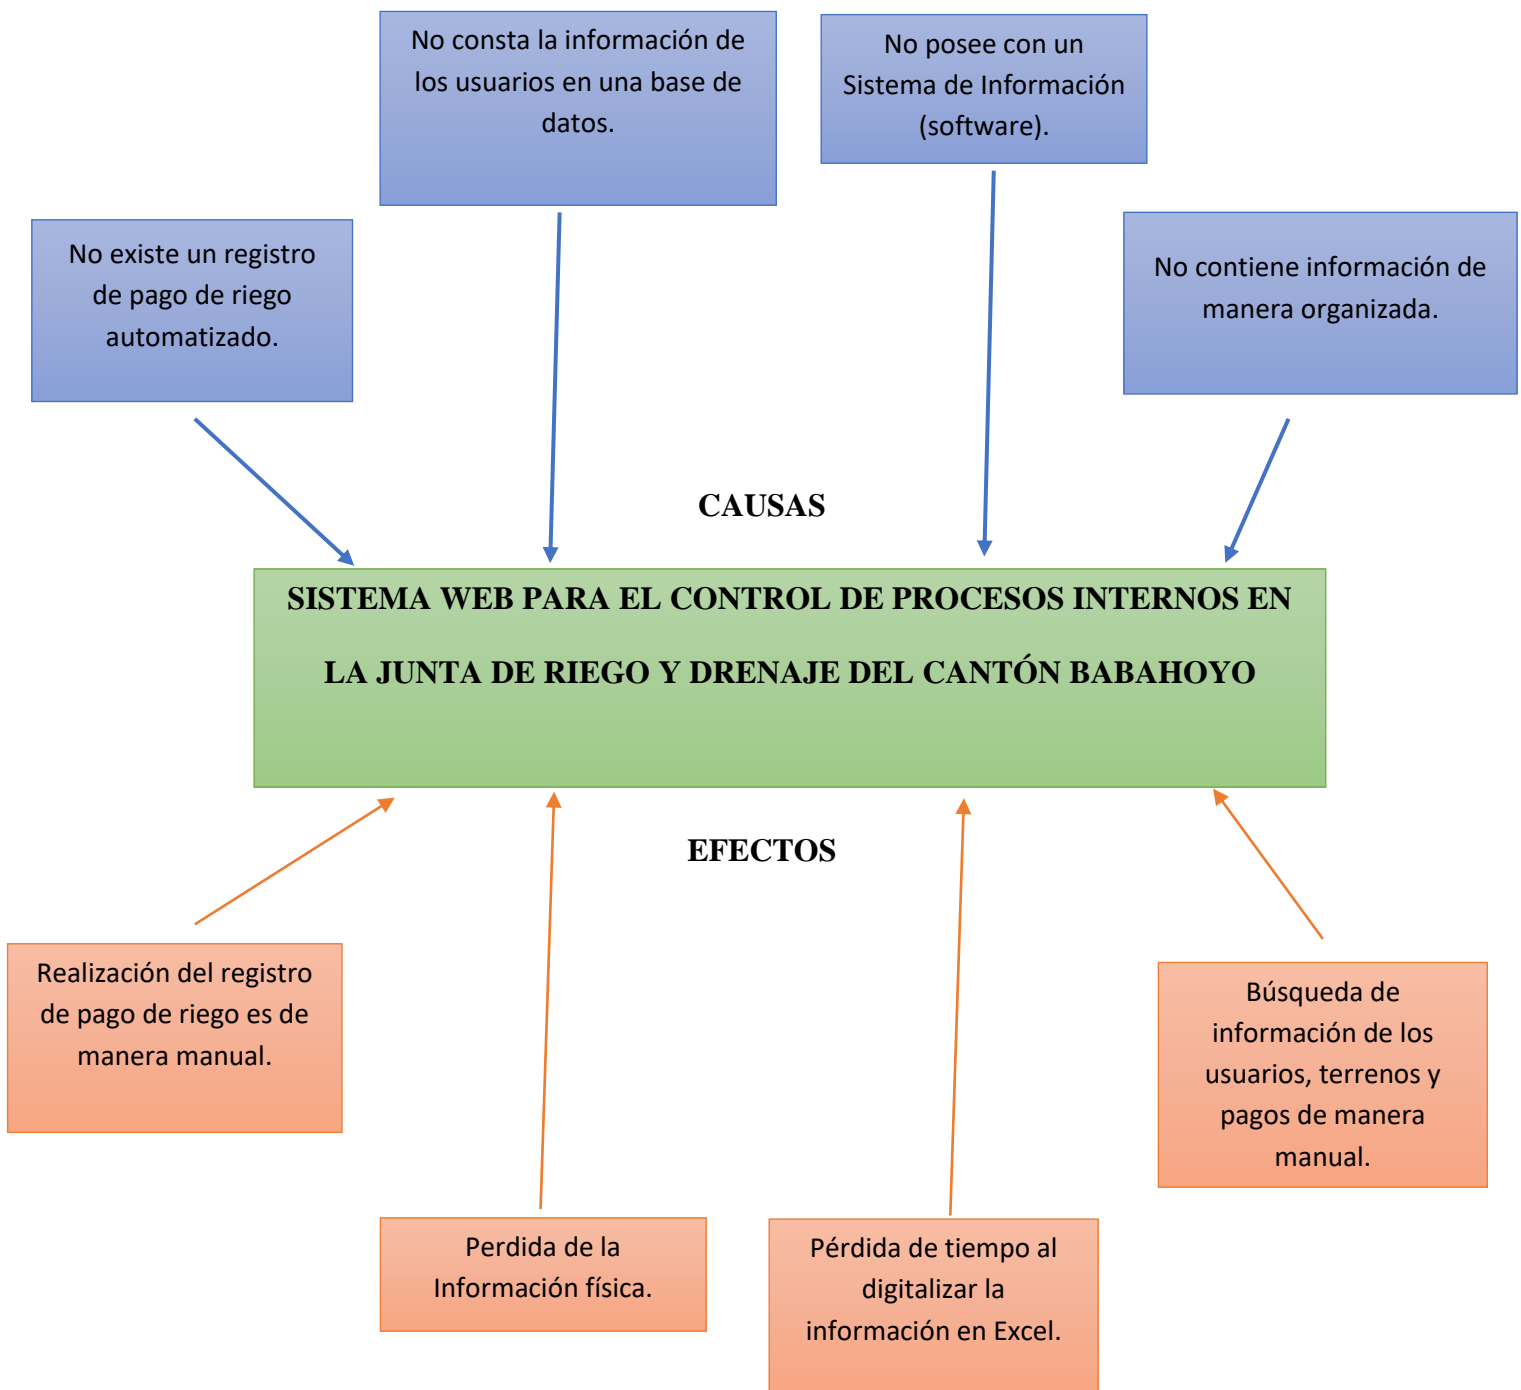 No consta la información de
los usuarios en una base de
datos.
No posee con un
Sistema de Información
(software).
No existe un registro
de pago de riego
automatizado.
No contiene información de
manera organizada.
CAUSAS
SISTEMA WEB PARA EL CONTROL DE PROCESOS INTERNOS EN
LA JUNTA DE RIEGO Y DRENAJE DEL CANTÓN BABAHOYO
EFECTOS
Realización del registro
de pago de riego es de
manera manual.
Búsqueda de
información de los
usuarios, terrenos y
pagos de manera
manual.
Perdida de la
Información física.
Pérdida de tiempo al
digitalizar la
información en Excel.